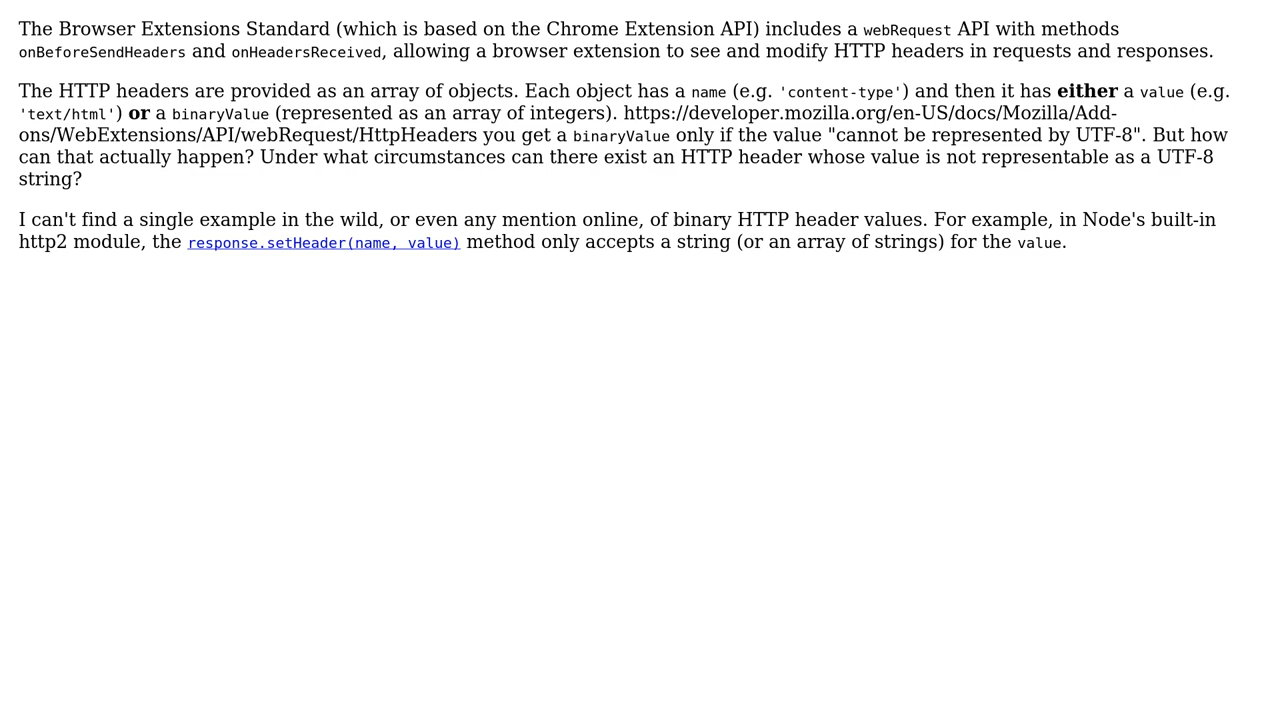 The Browser Extensions Standard (which is based on the Chrome Extension API) includes a webRequest API with methods
onBeforeSendHeaders and onHeadersReceived, allowing a browser extension to see and modify HTTP headers in requests and responses.
The HTTP headers are provided as an array of objects. Each object has a name (e.g. 'content-type') and then it has either a value (e.g.
'text/html') or a binaryValue (represented as an array of integers). https://developer.mozilla.org/en-US/docs/Mozilla/Add-
ons/WebExtensions/API/webRequest/HttpHeaders you get a binaryValue only if the value "cannot be represented by UTF-8". But how
can that actually happen? Under what circumstances can there exist an HTTP header whose value is not representable as a UTF-8
string?
I can't find a single example in the wild, or even any mention online, of binary HTTP header values. For example, in Node's built-in
http2 module, the response.setHeader(name, value) method only accepts a string (or an array of strings) for the value.